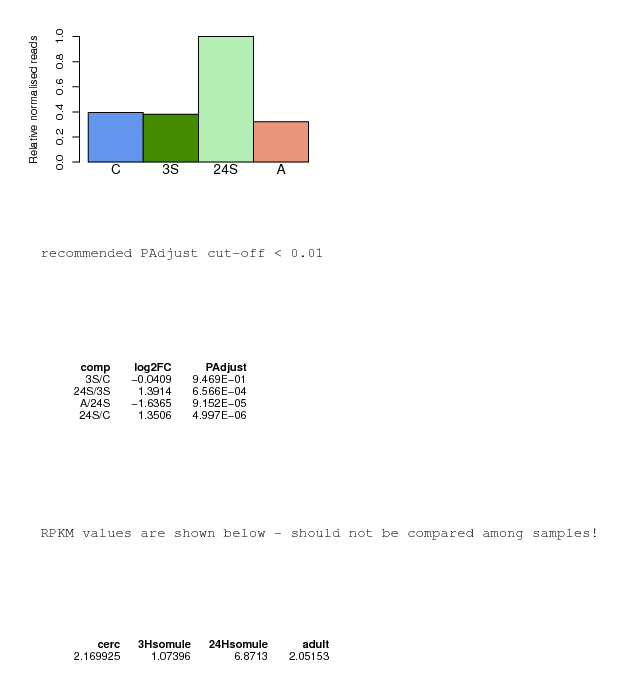 Relative normalised reads
1.0
0.8
0.6
0.4
0.2
0.0
C 3S 24S A
recommended PAdjust cut-off < 0.01
comp log2FC PAdjust
3S/C −0.0409 9.469E−01
24S/3S 1.3914 6.566E−04
A/24S −1.6365 9.152E−05
24S/C 1.3506 4.997E−06
RPKM values are shown below - should not be compared among samples!
cerc 3Hsomule 24Hsomule adult
2.169925 1.07396 6.8713 2.05153